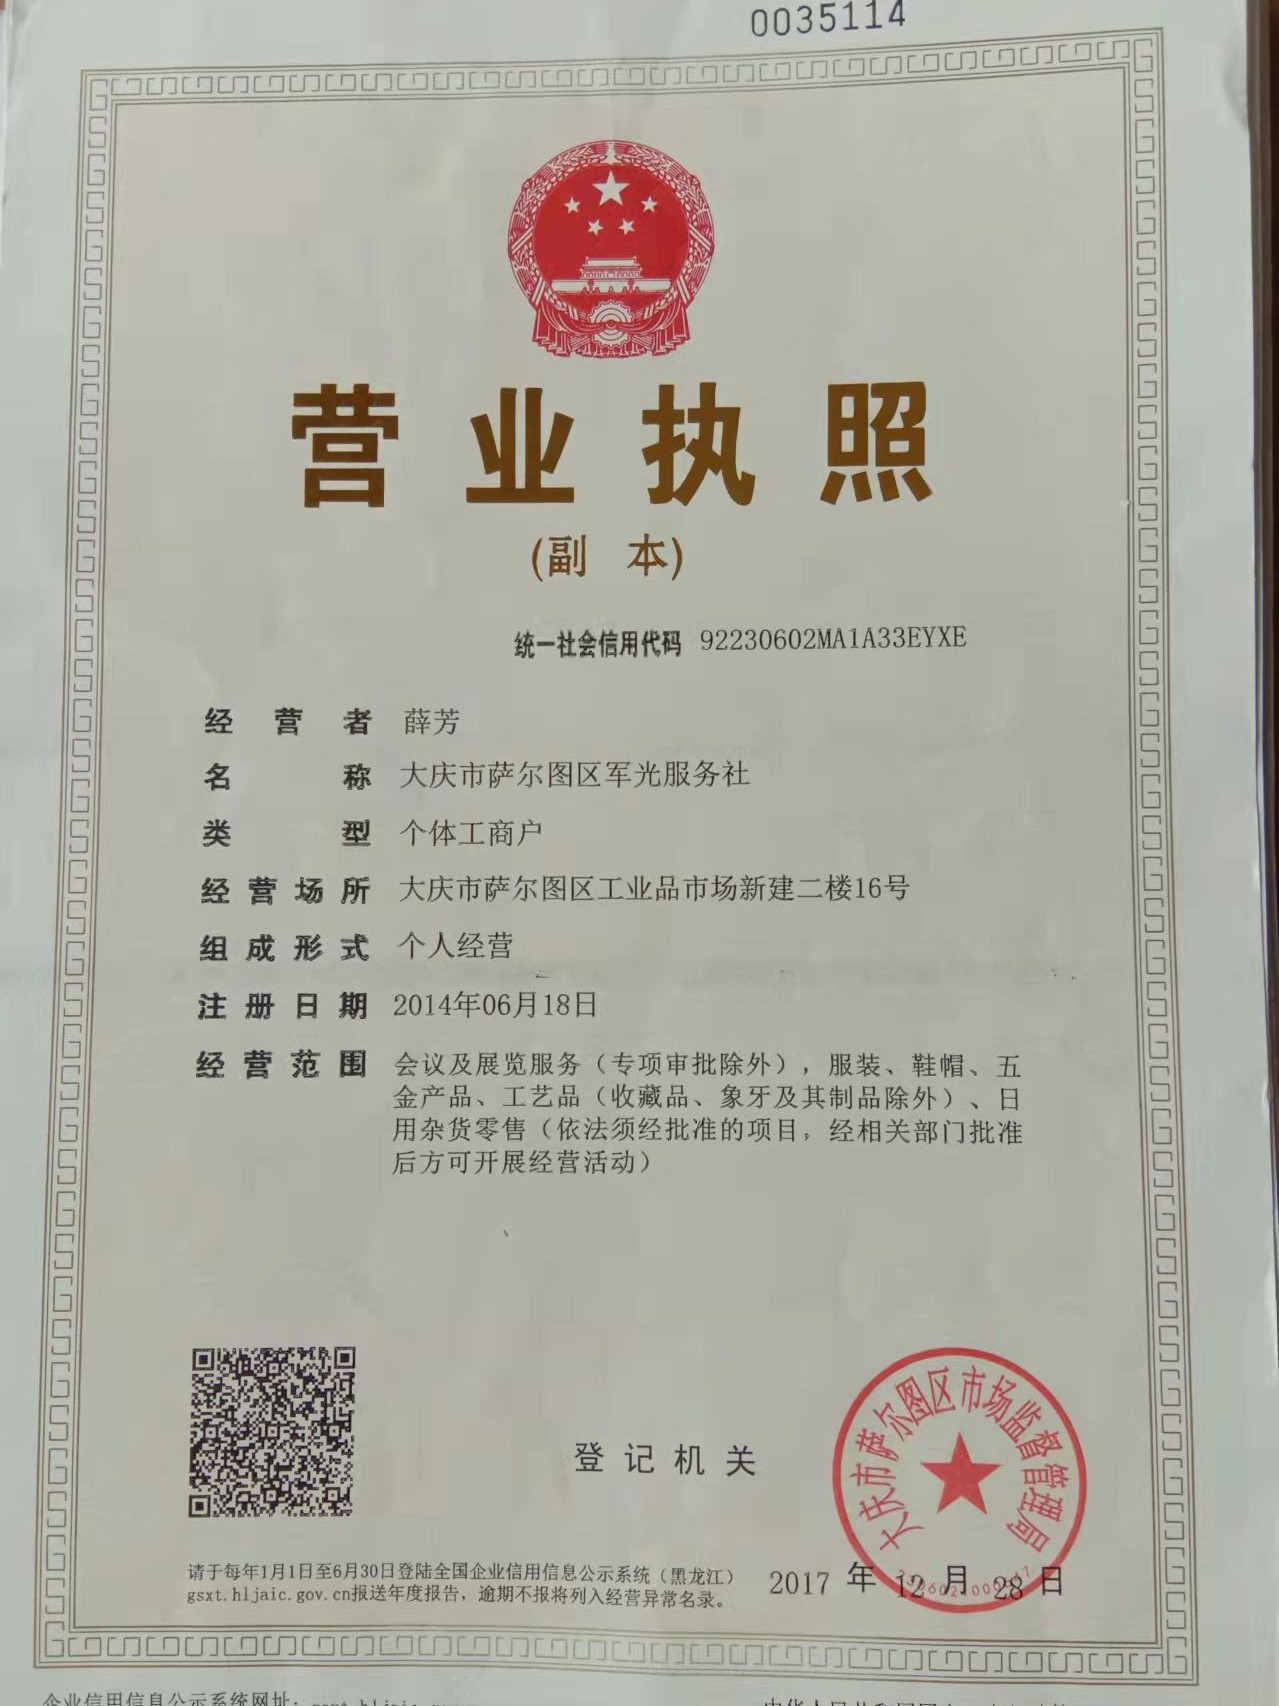 0035114
营业执照
(副 本)
统一社会信用代码 92230602MA1A33EYXE
经营者 薛芳
名称 大庆市萨尔图区军光服务社
类型 个体工商户
经营场所 大庆市萨尔图区工业品市场新建二楼16号
组成形式 个人经营
注册日期 2014年06月18日
经营范围 会议及展览服务（专项审批除外），服装、鞋帽、五
金产品、工艺品（收藏品、象牙及其制品除外）、日
用杂货零售（依法须经批准的项目，经相关部门批准
后方可开展经营活动）
登记机关
大庆市萨尔图区市场监督管理局
请于每年1月1日至6月30日登陆全国企业信用信息公示系统（黑龙江）
gsxt.hljaic.gov.cn报送年度报告，逾期不报将列入经营异常名录。
2017 年 12 月 28 日
企业信用信息公示系统网址：